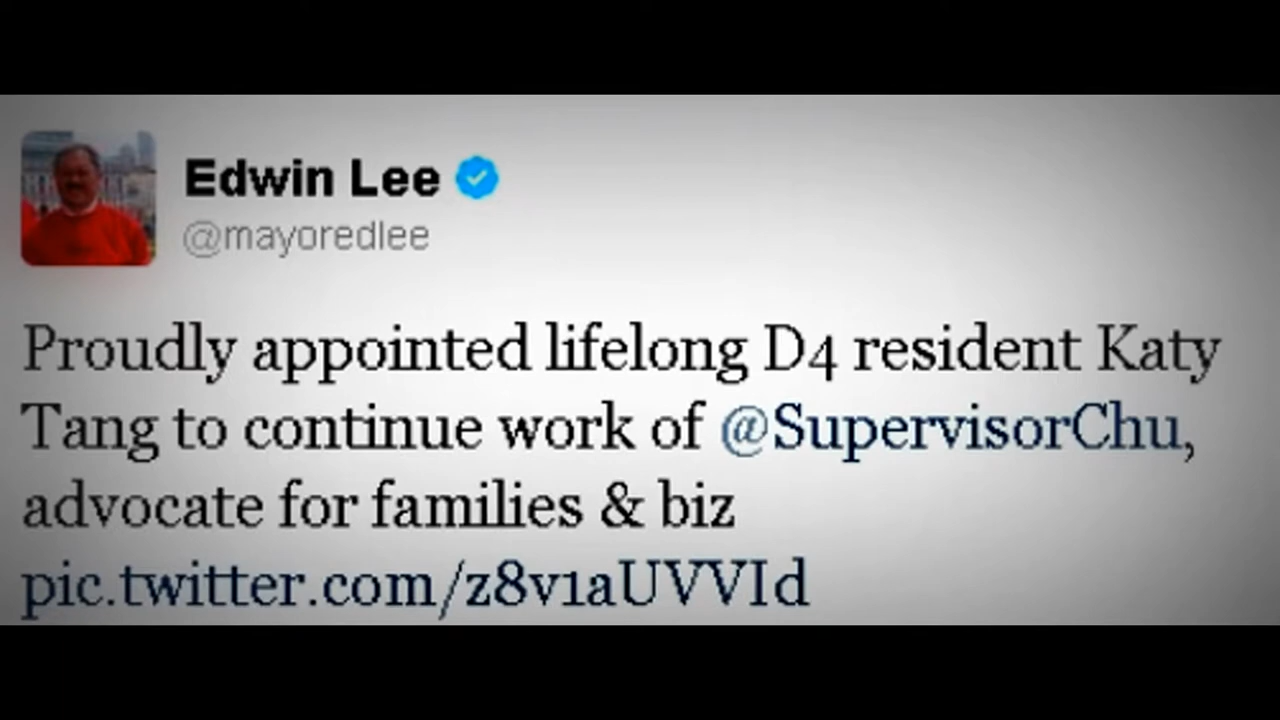 Edwin Lee
@mayoredlee
Proudly appointed lifelong D4 resident Katy
Tang to continue work of @SupervisorChu,
advocate for families & biz
pic.twitter.com/z8v1aUVVId